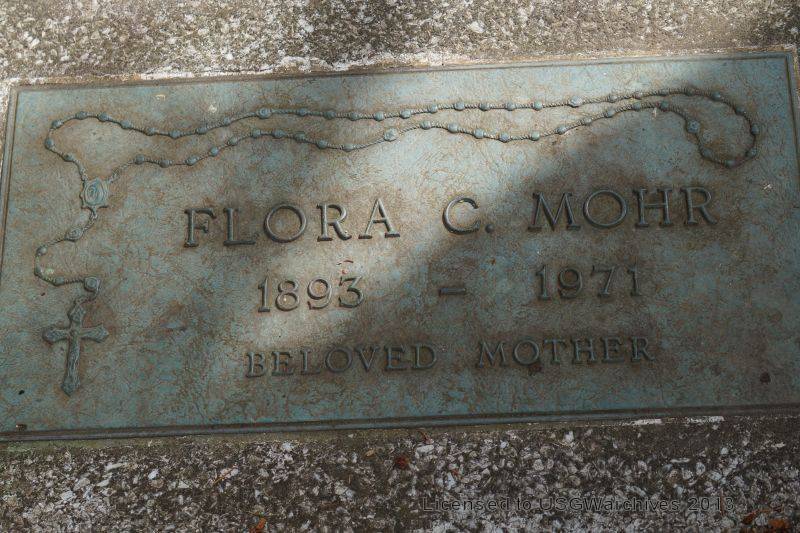 FLORA C. MOHR
1893 – 1971
BELOVED MOTHER
Licensed to USGWarchives 2013